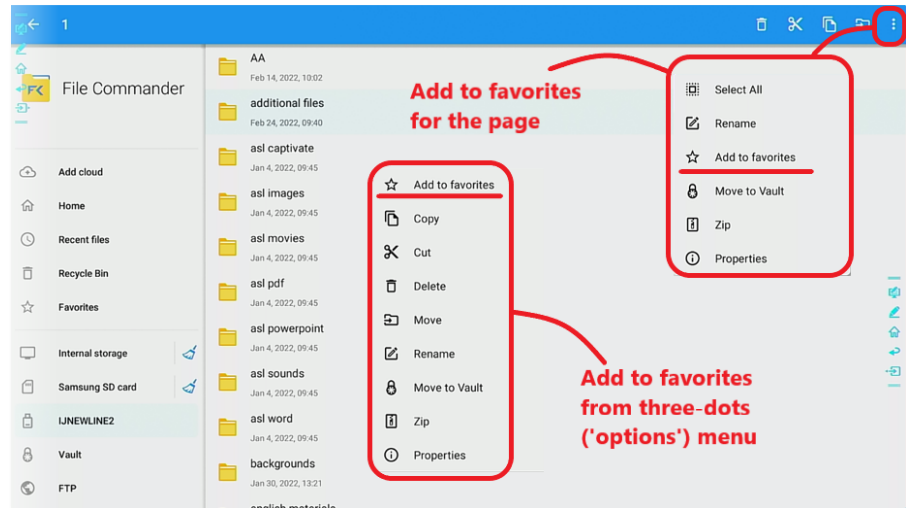 1
File Commander
Add cloud
Home
Recent files
Recycle Bin
Favorites
Internal storage
Samsung SD card
IJNEWLINE2
Vault
FTP
AA
Feb 14, 2022, 10:02
additional files
Feb 24, 2022, 09:40
asl captivate
Jan 4, 2022, 09:45
asl images
Jan 4, 2022, 09:45
asl movies
Jan 4, 2022, 09:45
asl pdf
Jan 4, 2022, 09:45
asl powerpoint
Jan 4, 2022, 09:45
asl sounds
Jan 4, 2022, 09:45
asl word
Jan 4, 2022, 09:45
backgrounds
Jan 30, 2022, 13:21
english materials
Add to favorites
for the page
Add to favorites
Copy
Cut
Delete
Move
Rename
Move to Vault
Zip
Properties
Select All
Rename
Add to favorites
Move to Vault
Zip
Properties
Add to favorites
from three-dots
('options') menu